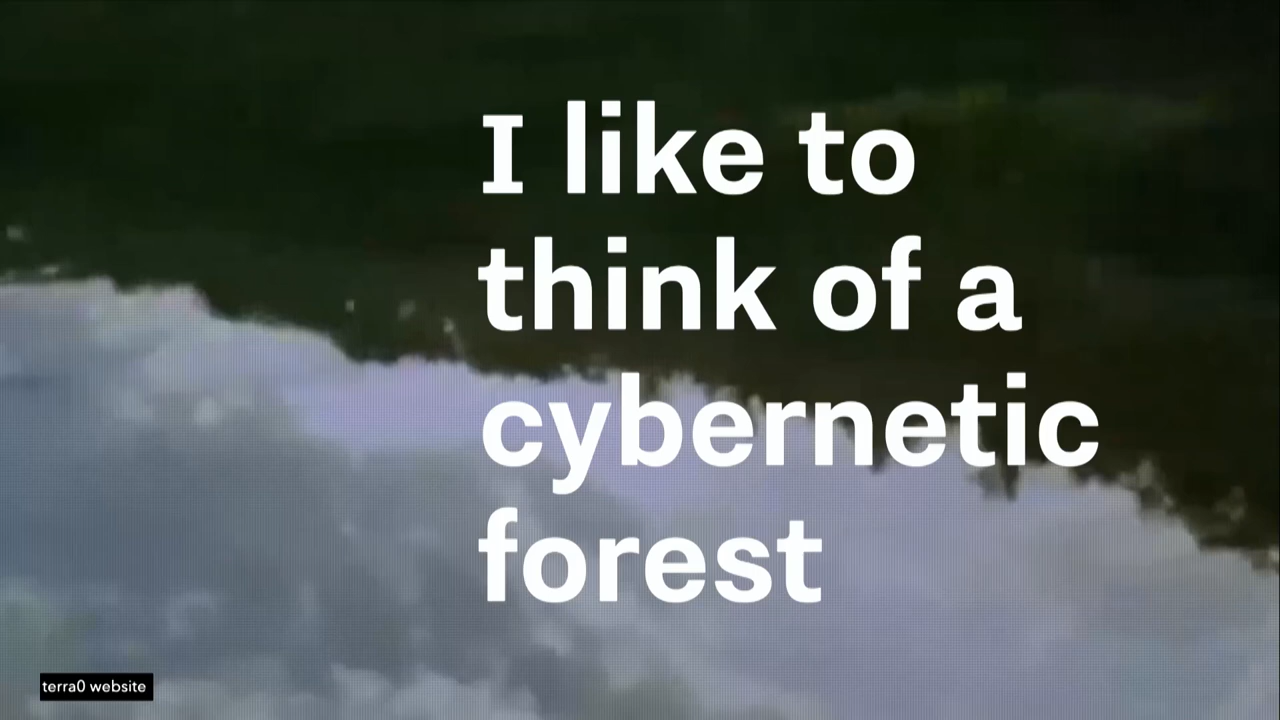 I like to
think of a
cybernetic
forest
terra0 website